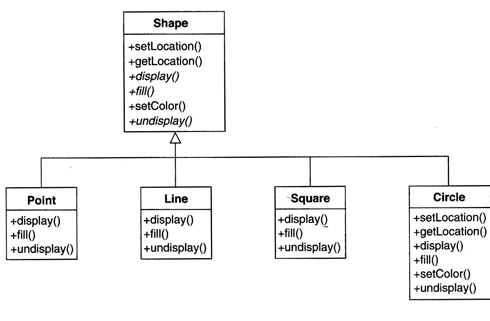 Shape
+setLocation()
+getLocation()
+display()
+fill()
+setColor()
+undisplay()
Point
+display()
+fill()
+undisplay()
Line
+display()
+fill()
+undisplay()
Square
+display()
+fill()
+undisplay()
Circle
+setLocation()
+getLocation()
+display()
+fill()
+setColor()
+undisplay()